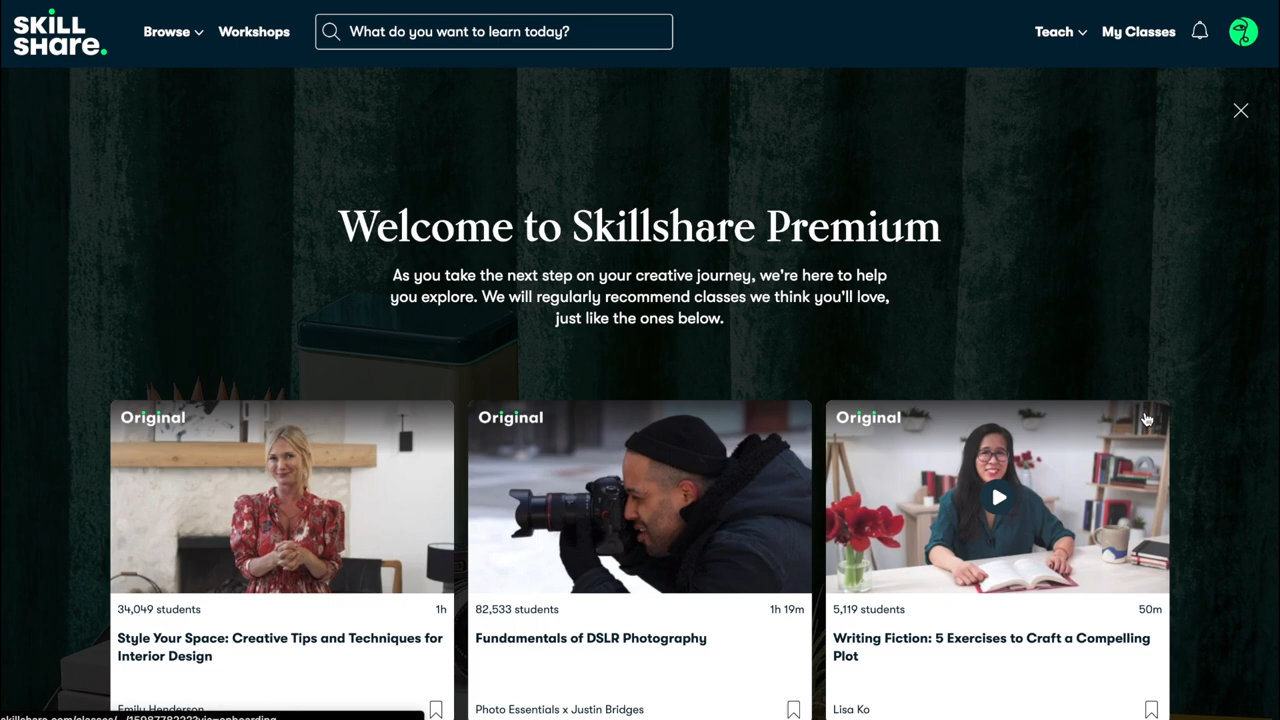 SKILL
SHare.
Browse
Workshops
What do you want to learn today?
Teach
My Classes
Welcome to Skillshare Premium
As you take the next step on your creative journey, we're here to help
you explore. We will regularly recommend classes we think you'll love,
just like the ones below.
Original
Original
Original
34,049 students
1h
Style Your Space: Creative Tips and Techniques for
Interior Design
Emily Henderson
82,533 students
1h 19m
Fundamentals of DSLR Photography
Photo Essentials x Justin Bridges
5,119 students
50m
Writing Fiction: 5 Exercises to Craft a Compelling
Plot
Lisa Ko